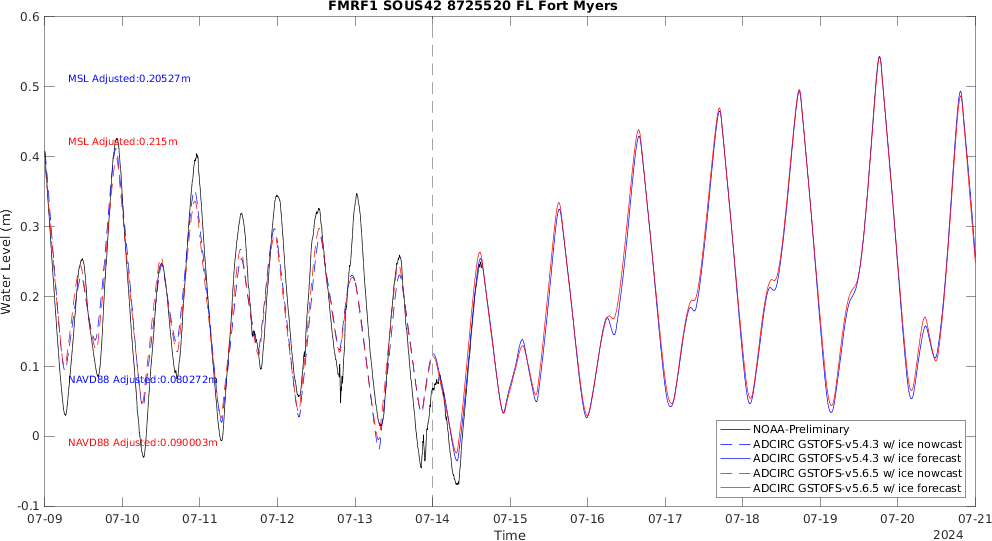 FMRF1 SOUS42 8725520 FL Fort Myers
0.6
0.5
0.4
0.3
0.2
0.1
0
-0.1
Water Level (m)
MSL Adjusted:0.20527m
MSL Adjusted:0.215m
NAVD88 Adjusted:0.080272m
NAVD88 Adjusted:0.090003m
NOAA-Preliminary
ADCIRC GSTOFS-v5.4.3 w/ ice nowcast
ADCIRC GSTOFS-v5.4.3 w/ ice forecast
ADCIRC GSTOFS-v5.6.5 w/ ice nowcast
ADCIRC GSTOFS-v5.6.5 w/ ice forecast
07-09 07-10 07-11 07-12 07-13 07-14 07-15 07-16 07-17 07-18 07-19 07-20 07-21
Time
2024